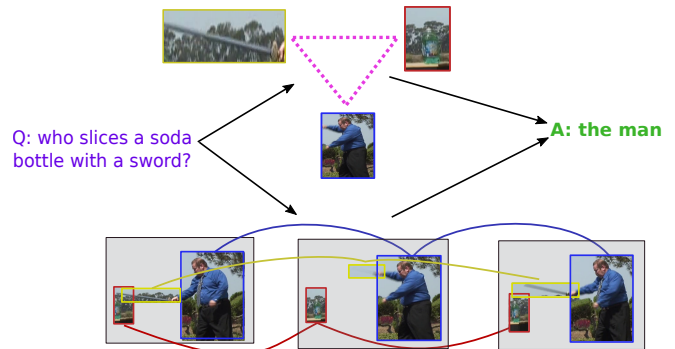 Q: who slices a soda
bottle with a sword?
A: the man